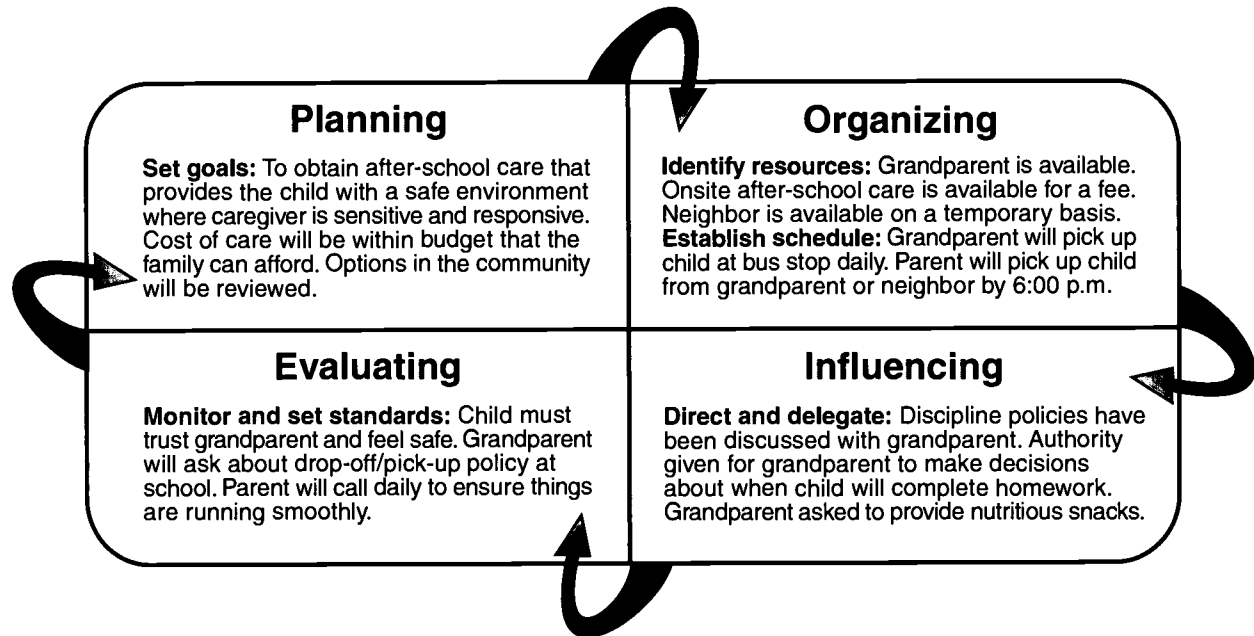 Planning
Set goals: To obtain after-school care that
provides the child with a safe environment
where caregiver is sensitive and responsive.
Cost of care will be within budget that the
family can afford. Options in the community
will be reviewed.
Organizing
Identify resources: Grandparent is available.
Onsite after-school care is available for a fee.
Neighbor is available on a temporary basis.
Establish schedule: Grandparent will pick up
child at bus stop daily. Parent will pick up child
from grandparent or neighbor by 6:00 p.m.
Evaluating
Monitor and set standards: Child must
trust grandparent and feel safe. Grandparent
will ask about drop-off/pick-up policy at
school. Parent will call daily to ensure things
are running smoothly.
Influencing
Direct and delegate: Discipline policies have
been discussed with grandparent. Authority
given for grandparent to make decisions
about when child will complete homework.
Grandparent asked to provide nutritious snacks.